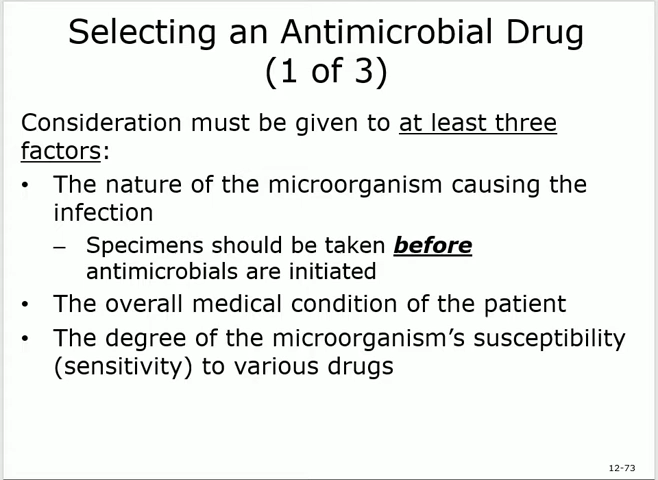 Selecting an Antimicrobial Drug
(1 of 3)
Consideration must be given to at least three
factors:
• The nature of the microorganism causing the
infection
– Specimens should be taken before
antimicrobials are initiated
• The overall medical condition of the patient
• The degree of the microorganism’s susceptibility
(sensitivity) to various drugs
12-73